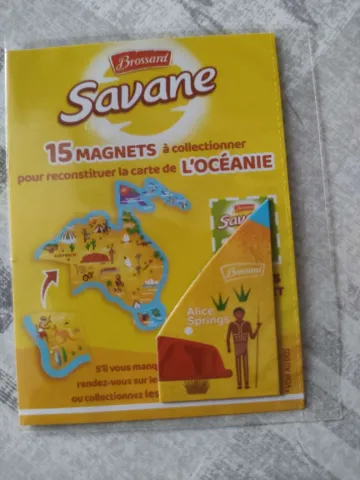 Brossard
Savane
15 MAGNETS à collectionner
pour reconstituer la carte de L'OCÉANIE
Brossard
Brossard
Alice
Springs
S'il vous manq
rendez-vous sur le
ou collectionnez les